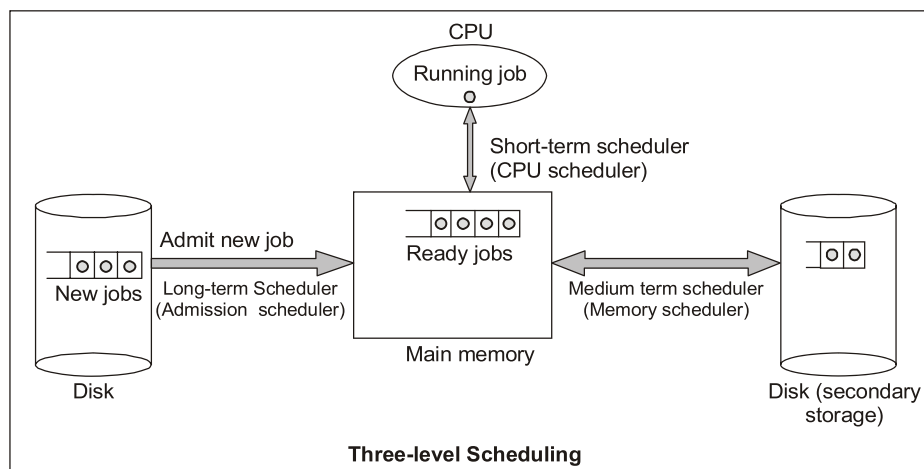 CPU
Running job
Short-term scheduler
(CPU scheduler)
Admit new job
Ready jobs
New jobs
Long-term Scheduler
(Admission scheduler)
Medium term scheduler
(Memory scheduler)
Main memory
Disk
Disk (secondary
storage)
Three-level Scheduling